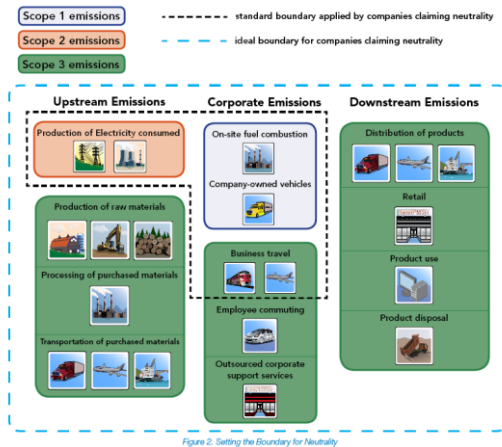 Scope 1 emissions
Scope 2 emissions
Scope 3 emissions
standard boundary applied by companies claiming neutrality
ideal boundary for companies claiming neutrality
Upstream Emissions
Corporate Emissions
Downstream Emissions
Production of Electricity consumed
On-site fuel combustion
Company-owned vehicles
Distribution of products
Retail
Product use
Product disposal
Production of raw materials
Processing of purchased materials
Transportation of purchased materials
Business travel
Employee commuting
Outsourced corporate
support services
Figure 2. Setting the Boundary for Neutrality